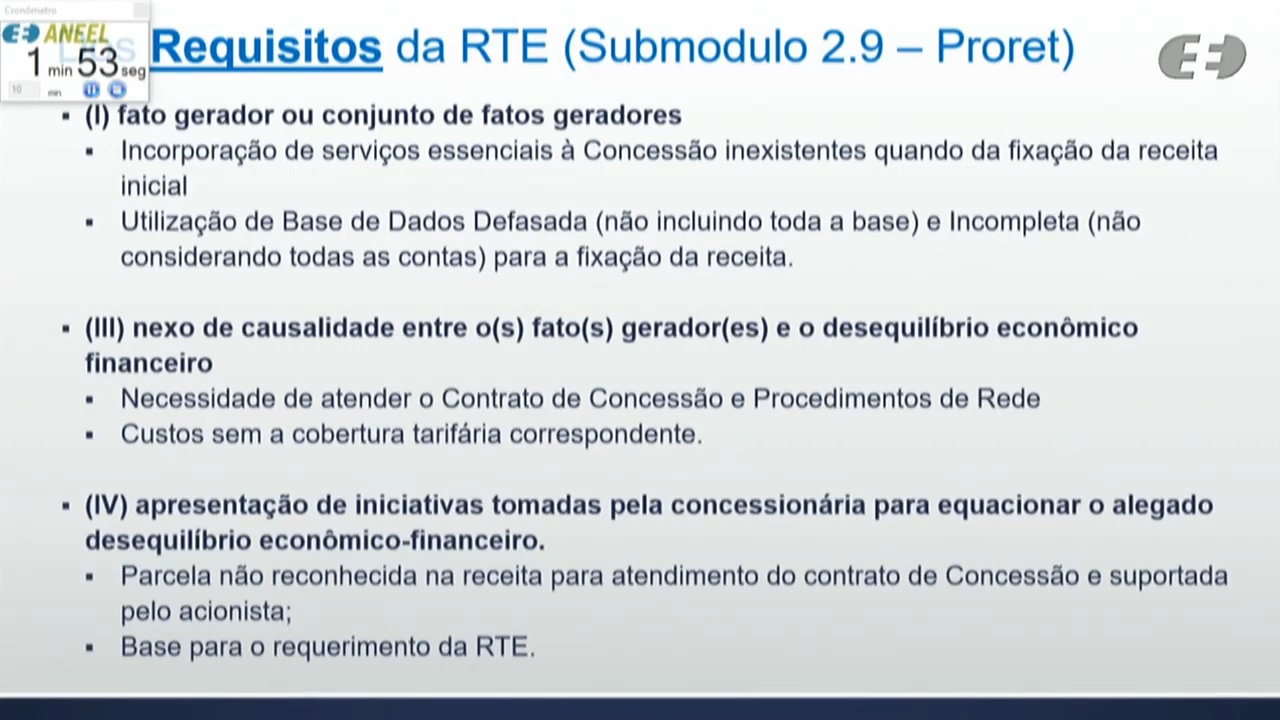 Cronômetro
ANEEL
1 min 53 seg
10 min
Requisitos da RTE (Submodulo 2.9 – Proret)
(I) fato gerador ou conjunto de fatos geradores
Incorporação de serviços essenciais à Concessão inexistentes quando da fixação da receita
inicial
Utilização de Base de Dados Defasada (não incluindo toda a base) e Incompleta (não
considerando todas as contas) para a fixação da receita.
(III) nexo de causalidade entre o(s) fato(s) gerador(es) e o desequilíbrio econômico
financeiro
Necessidade de atender o Contrato de Concessão e Procedimentos de Rede
Custos sem a cobertura tarifária correspondente.
(IV) apresentação de iniciativas tomadas pela concessionária para equacionar o alegado
desequilíbrio econômico-financeiro.
Parcela não reconhecida na receita para atendimento do contrato de Concessão e suportada
pelo acionista;
Base para o requerimento da RTE.